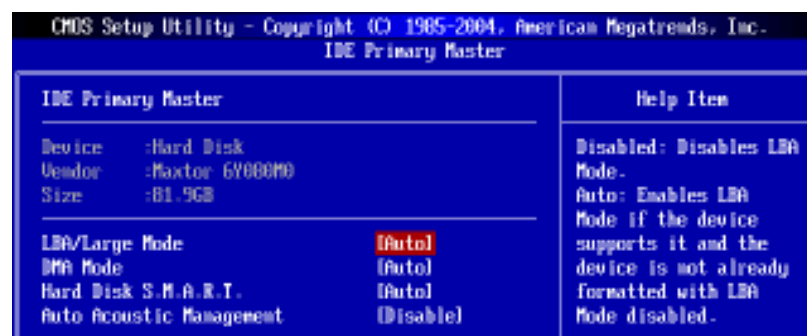 CMOS Setup Utility - Copyright (C) 1985-2004, American Megatrends, Inc.
IDE Primary Master
IDE Primary Master
Device :Hard Disk
Vendor :Maxtor 6Y080M0
Size :81.9GB
LBA/Large Mode [Auto]
DMA Mode [Auto]
Hard Disk S.M.A.R.T. [Auto]
Auto Acoustic Management [Disable]
Help Item
Disabled: Disables LBA
Mode.
Auto: Enables LBA
Mode if the device
supports it and the
device is not already
formatted with LBA
Mode disabled.